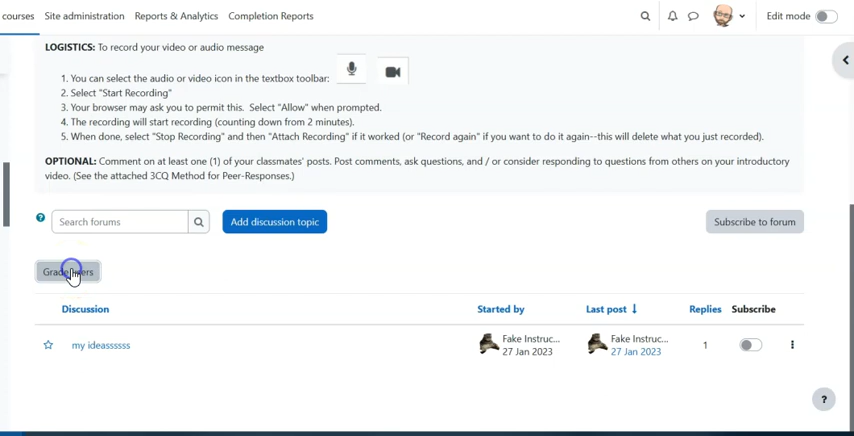 courses Site administration Reports & Analytics Completion Reports Edit mode
LOGISTICS: To record your video or audio message
1. You can select the audio or video icon in the textbox toolbar:
2. Select "Start Recording"
3. Your browser may ask you to permit this. Select "Allow" when prompted.
4. The recording will start recording (counting down from 2 minutes).
5. When done, select "Stop Recording" and then "Attach Recording" if it worked (or "Record again" if you want to do it again--this will delete what you just recorded).
OPTIONAL: Comment on at least one (1) of your classmates' posts. Post comments, ask questions, and / or consider responding to questions from others on your introductory
video. (See the attached 3CQ Method for Peer-Responses.)
? Search forums Add discussion topic Subscribe to forum
Discussion Started by Last post ↓ Replies Subscribe
my ideassssss Fake Instruc... Fake Instruc... 1
27 Jan 2023 27 Jan 2023
?